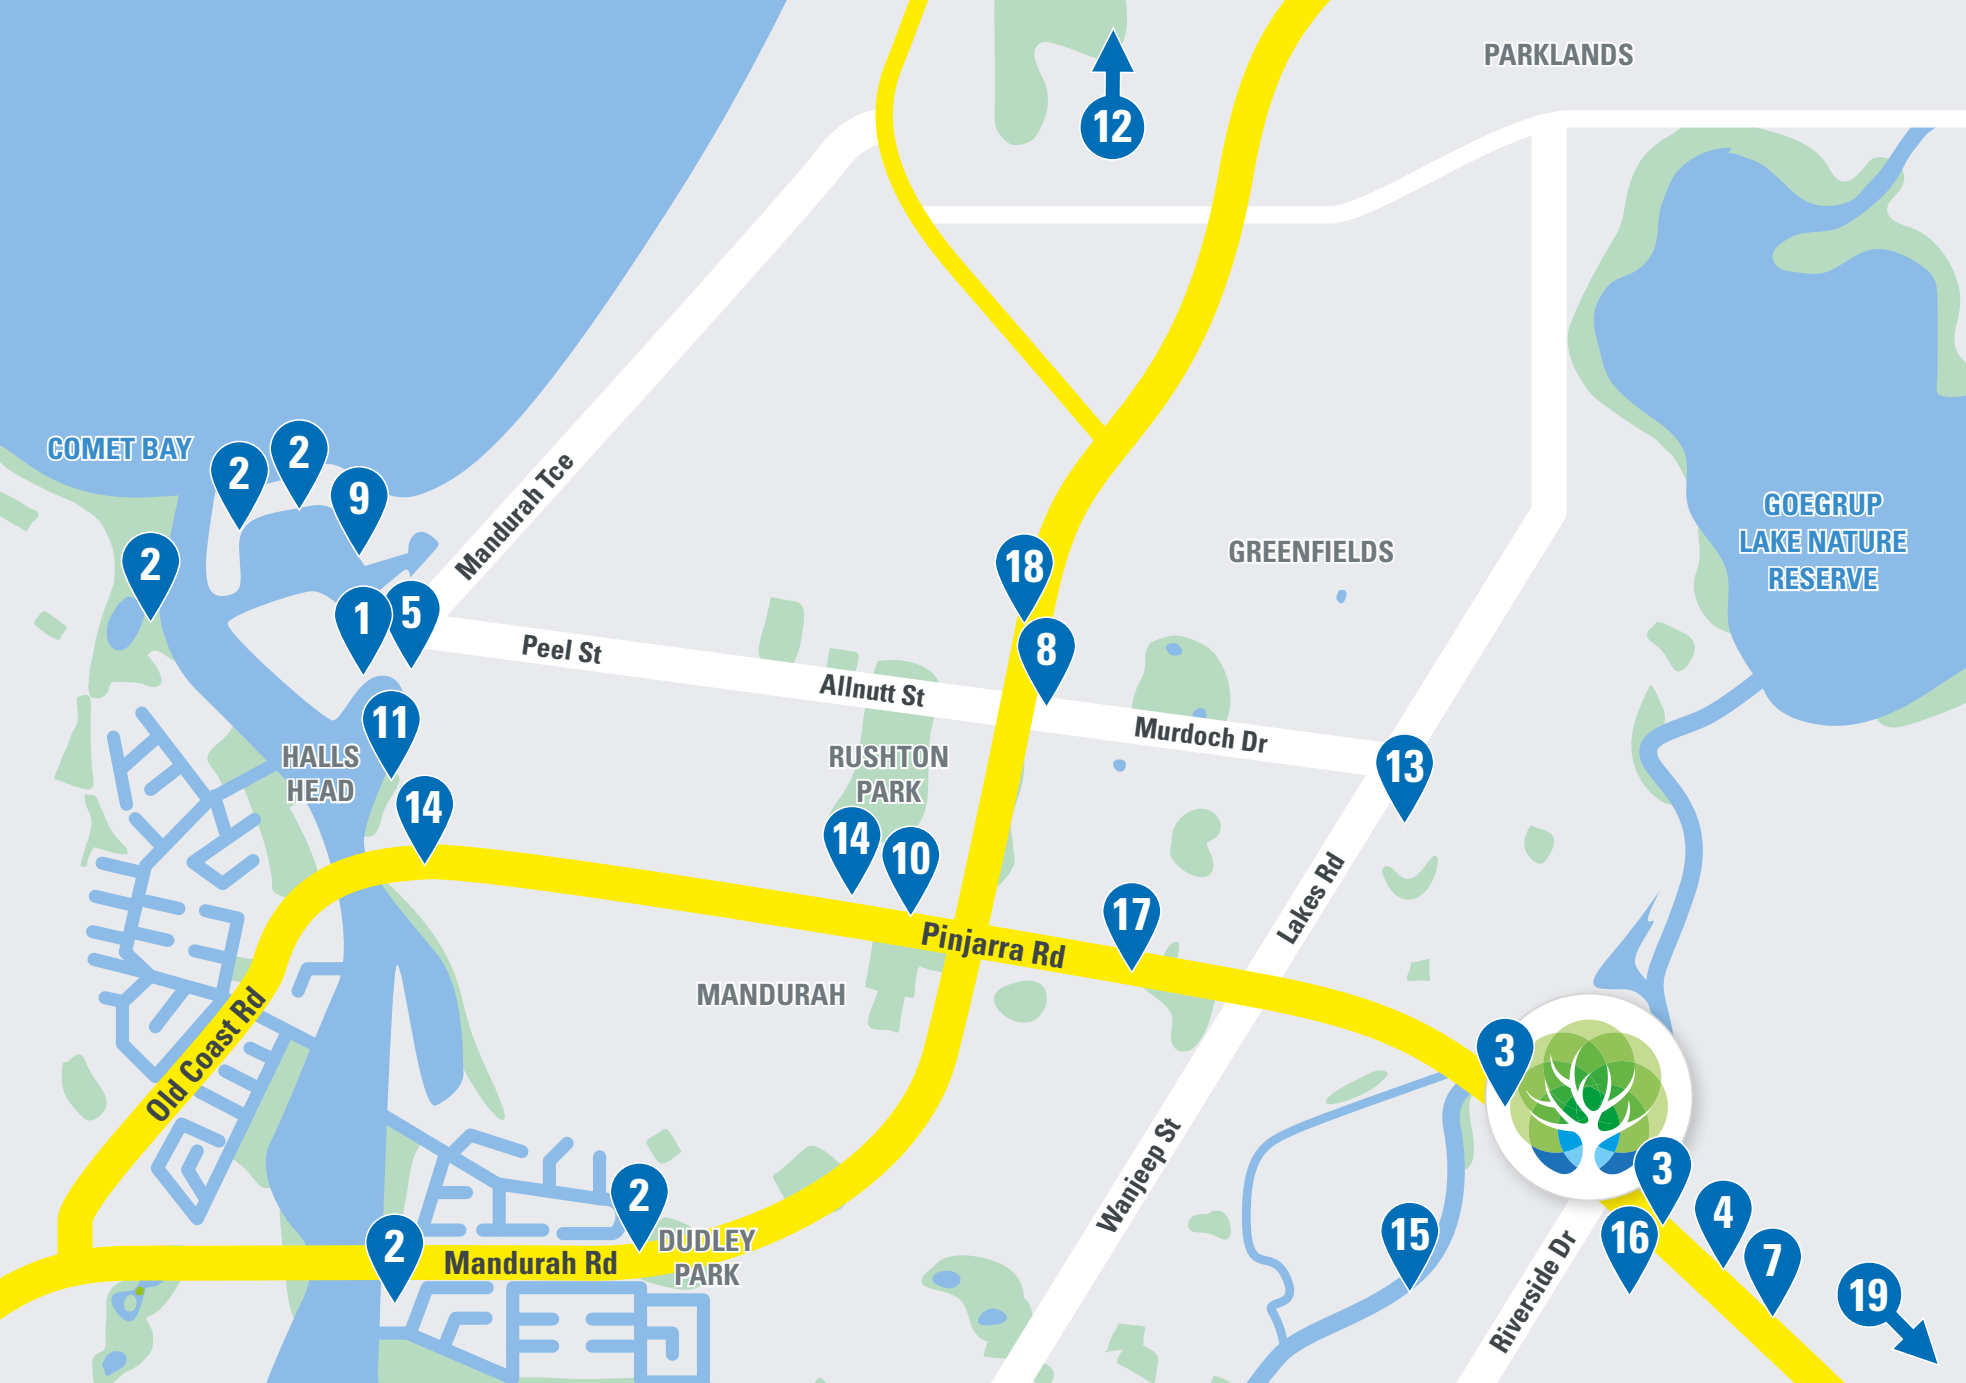 PARKLANDS
12
COMET BAY
2
2
9
2
Mandurah Tce
GOEGRUP
LAKE NATURE
RESERVE
18
GREENFIELDS
1
5
Peel St
8
Allnutt St
Murdoch Dr
11
HALLS
HEAD
RUSHTON
PARK
13
14
14
10
17
Lakes Rd
Pinjarra Rd
MANDURAH
Old Coast Rd
3
3
Wanjeep St
2
2
Mandurah Rd
DUDLEY
PARK
15
16
4
7
19
Riverside Dr